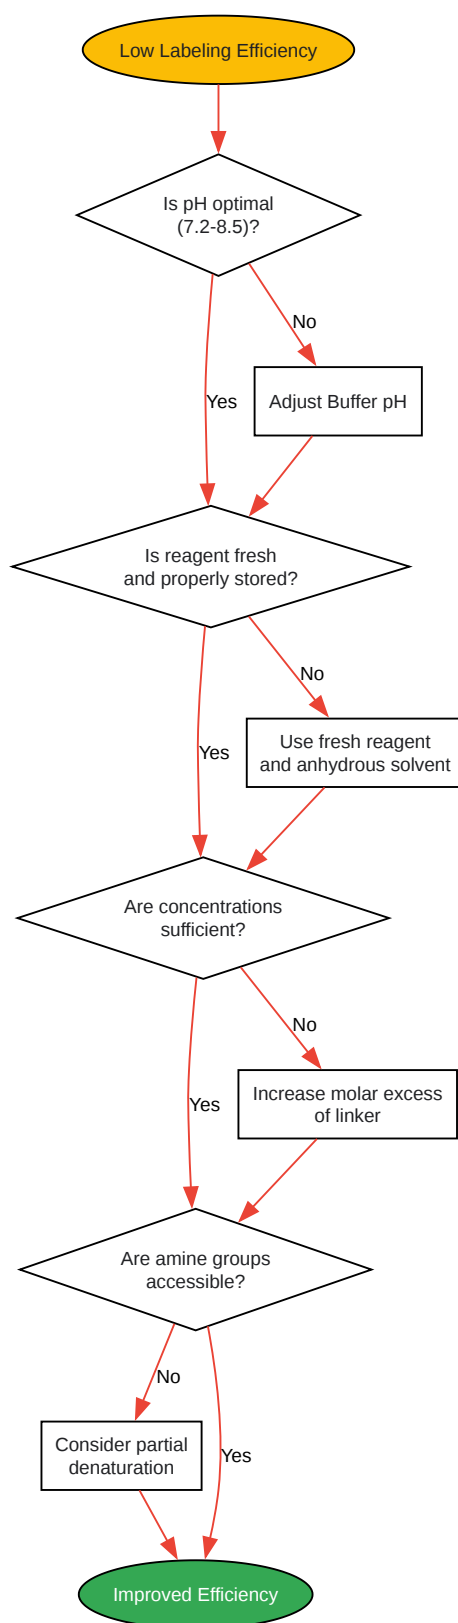 Low Labeling Efficiency
Is pH optimal
(7.2-8.5)?
No
Yes
Adjust Buffer pH
Is reagent fresh
and properly stored?
No
Yes
Use fresh reagent
and anhydrous solvent
Are concentrations
sufficient?
No
Yes
Increase molar excess
of linker
Are amine groups
accessible?
No
Consider partial
denaturation
Yes
Improved Efficiency